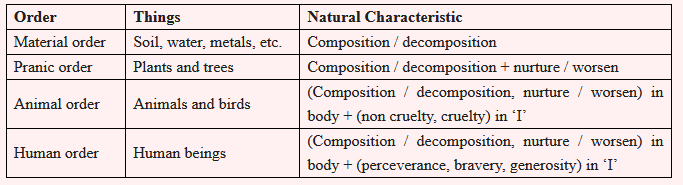 Order Things Natural Characteristic
Material order Soil, water, metals, etc. Composition / decomposition
Pranic order Plants and trees Composition / decomposition + nurture / worsen
Animal order Animals and birds (Composition / decomposition, nurture / worsen) in
body + (non cruelty, cruelty) in ‘I’
Human order Human beings (Composition / decomposition, nurture / worsen) in
body + (perceverance, bravery, generosity) in ‘I’